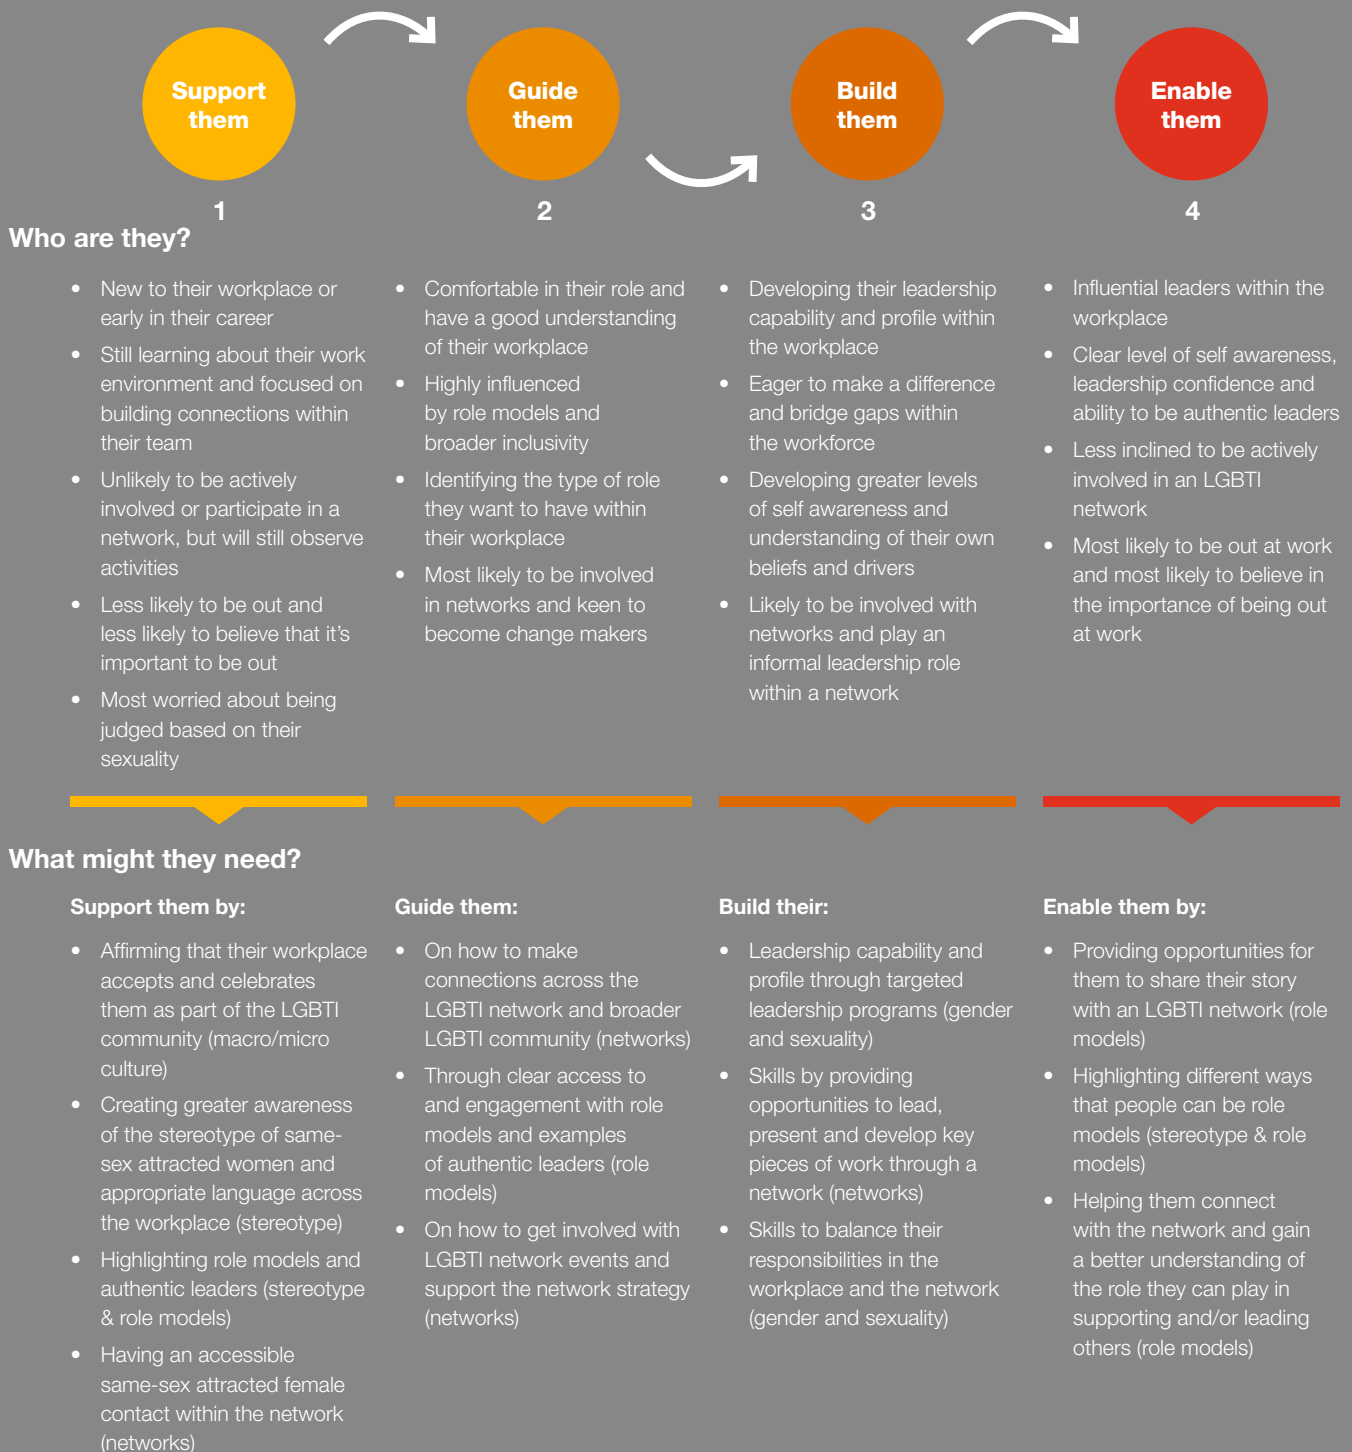 Support
them
Guide
them
Build
them
Enable
them
1
2
3
4
Who are they?
• New to their workplace or
early in their career
• Still learning about their work
environment and focused on
building connections within
their team
• Unlikely to be actively
involved or participate in a
network, but will still observe
activities
• Less likely to be out and
less likely to believe that it's
important to be out
• Most worried about being
judged based on their
sexuality
• Comfortable in their role and
have a good understanding
of their workplace
• Highly influenced
by role models and
broader inclusivity
• Identifying the type of role
they want to have within
their workplace
• Most likely to be involved
in networks and keen to
become change makers
• Developing their leadership
capability and profile within
the workplace
• Eager to make a difference
and bridge gaps within
the workforce
• Developing greater levels
of self awareness and
understanding of their own
beliefs and drivers
• Likely to be involved with
networks and play an
informal leadership role
within a network
• Influential leaders within the
workplace
• Clear level of self awareness,
leadership confidence and
ability to be authentic leaders
• Less inclined to be actively
involved in an LGBTI
network
• Most likely to be out at work
and most likely to believe in
the importance of being out
at work
What might they need?
Support them by:
• Affirming that their workplace
accepts and celebrates
them as part of the LGBTI
community (macro/micro
culture)
• Creating greater awareness
of the stereotype of same-
sex attracted women and
appropriate language across
the workplace (stereotype)
• Highlighting role models and
authentic leaders (stereotype
& role models)
• Having an accessible
same-sex attracted female
contact within the network
(networks)
Guide them:
• On how to make
connections across the
LGBTI network and broader
LGBTI community (networks)
• Through clear access to
and engagement with role
models and examples
of authentic leaders (role
models)
• On how to get involved with
LGBTI network events and
support the network strategy
(networks)
Build their:
• Leadership capability and
profile through targeted
leadership programs (gender
and sexuality)
• Skills by providing
opportunities to lead,
present and develop key
pieces of work through a
network (networks)
• Skills to balance their
responsibilities in the
workplace and the network
(gender and sexuality)
Enable them by:
• Providing opportunities for
them to share their story
with an LGBTI network (role
models)
• Highlighting different ways
that people can be role
models (stereotype & role
models)
• Helping them connect
with the network and gain
a better understanding of
the role they can play in
supporting and/or leading
others (role models)